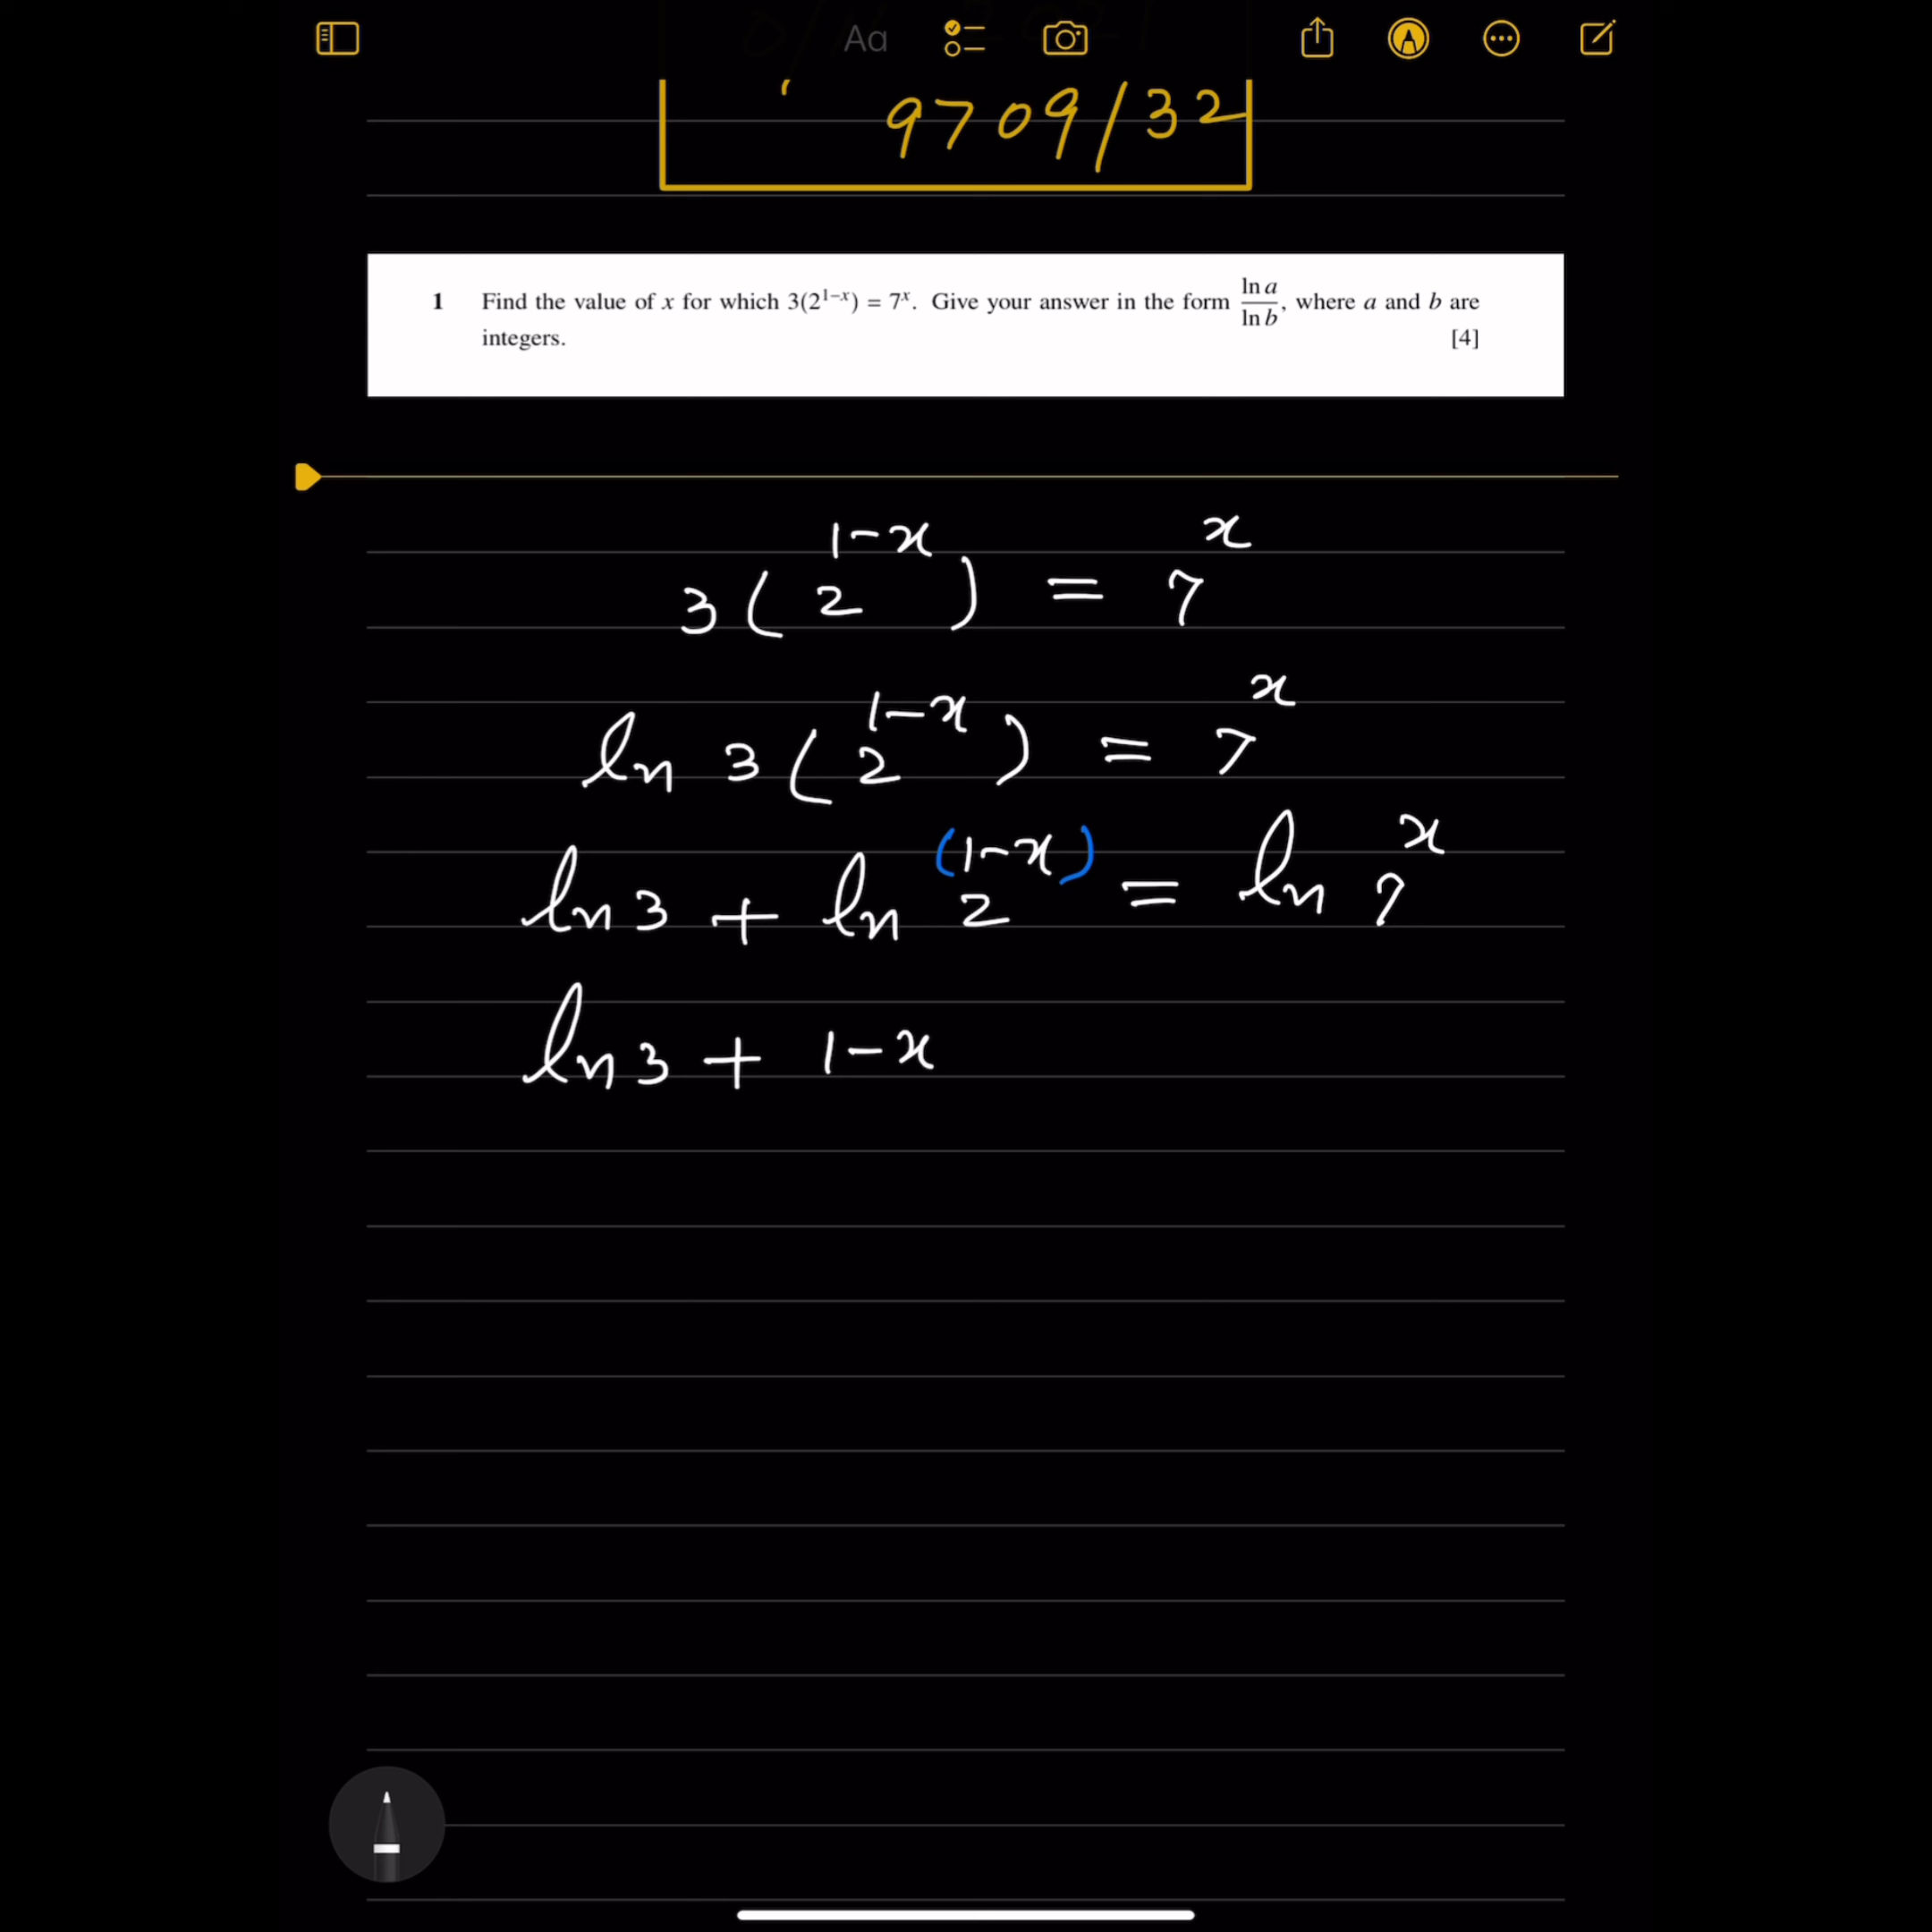 Aa
9709/32
1 Find the value of x for which 3(2^{1−x}) = 7^x. Give your answer in the form \frac{ln a}{ln b}, where a and b are
integers. [4]
3(2^{1-x}) = 7^x
ln 3(2^{1-x}) = 7^x
ln 3 + ln 2^{(1-x)} = ln 7^x
ln 3 + 1-x